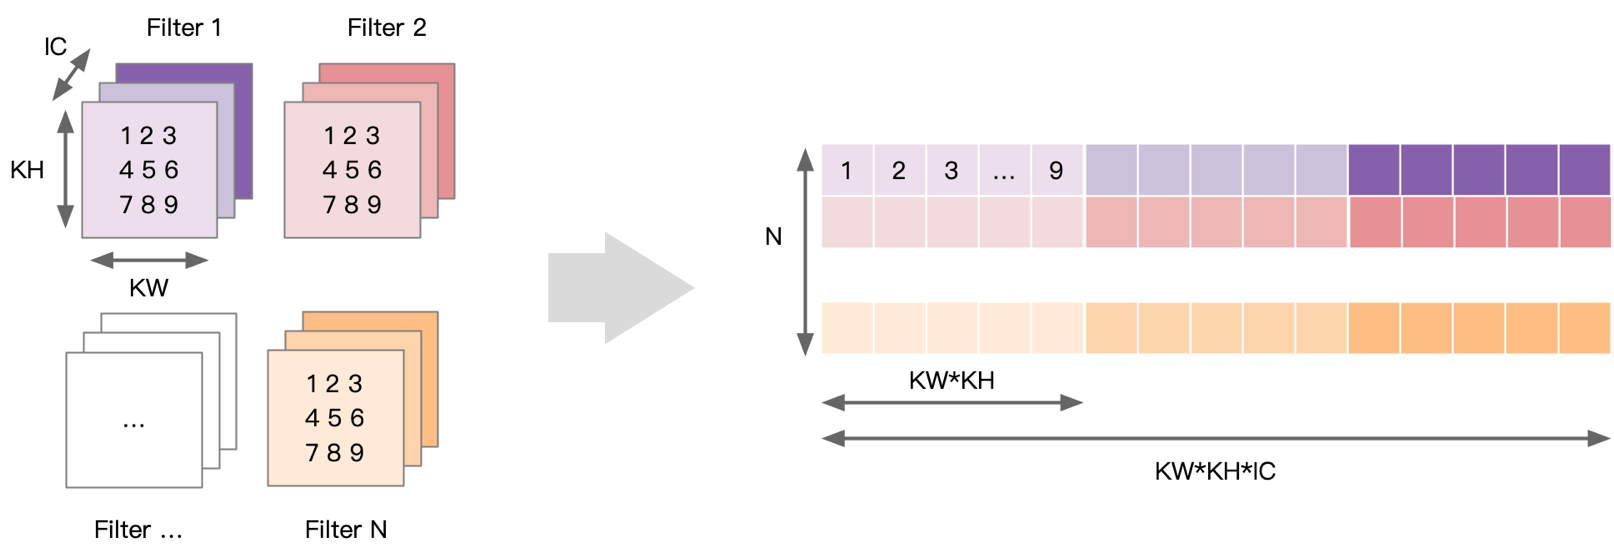 Filter 1
Filter 2
IC
KH
1 2 3
4 5 6
7 8 9
1 2 3
4 5 6
7 8 9
KW
...
1 2 3
4 5 6
7 8 9
Filter ...
Filter N
N
1 2 3 ... 9
KW*KH
KW*KH*IC